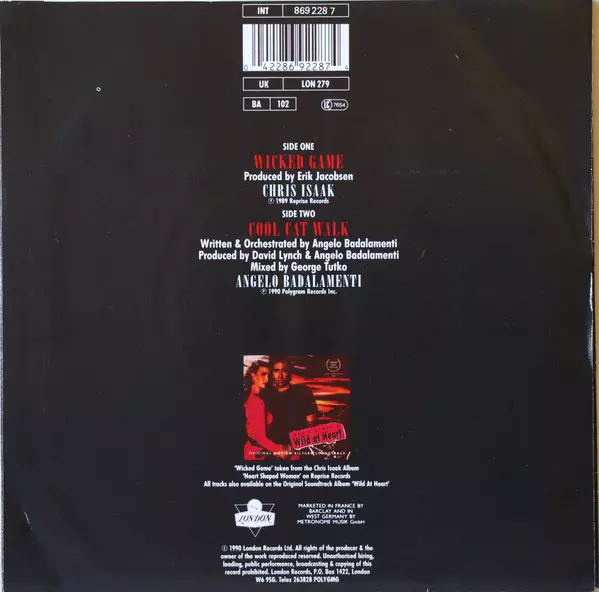 INT 869 228 7
0 42286 92287 4
UK LON 279
BA 102 LC 7654
SIDE ONE
WICKED GAME
Produced by Erik Jacobsen
CHRIS ISAAK
℗ 1989 Reprise Records
SIDE TWO
COOL CAT WALK
Written & Orchestrated by Angelo Badalamenti
Produced by David Lynch & Angelo Badalamenti
Mixed by George Tutko
ANGELO BADALAMENTI
℗ 1990 Polygram Records Inc.
Wild at Heart
ORIGINAL MOTION PICTURE SOUNDTRACK
'Wicked Game' taken from the Chris Isaak Album
'Heart Shaped Woman' on Reprise Records
All tracks also available on the Original Soundtrack Album 'Wild At Heart'
LONDON
MARKETED IN FRANCE BY
BARCLAY AND IN
WEST GERMANY BY
METRONOME MUSIK GmbH
℗ 1990 London Records Ltd. All rights of the producer & the
owner of the work reproduced reserved. Unauthorised hiring,
lending, public performance, broadcasting & copying of this
record prohibited. London Records, P.O. Box 1422, London
W6 9SG. Telex 263828 POLYGMG